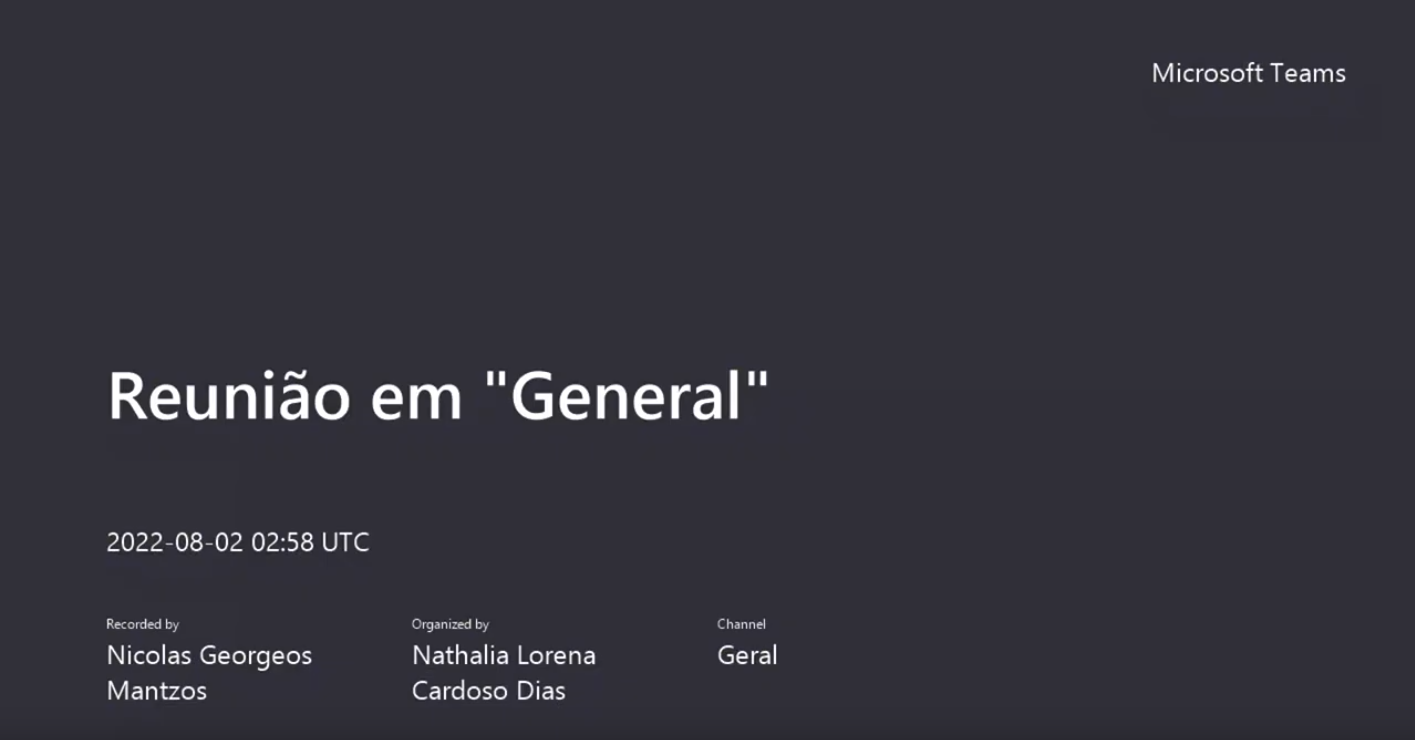 Microsoft Teams
Reunião em "General"
2022-08-02 02:58 UTC
Recorded by
Nicolas Georgeos
Mantzos
Organized by
Nathalia Lorena
Cardoso Dias
Channel
Geral